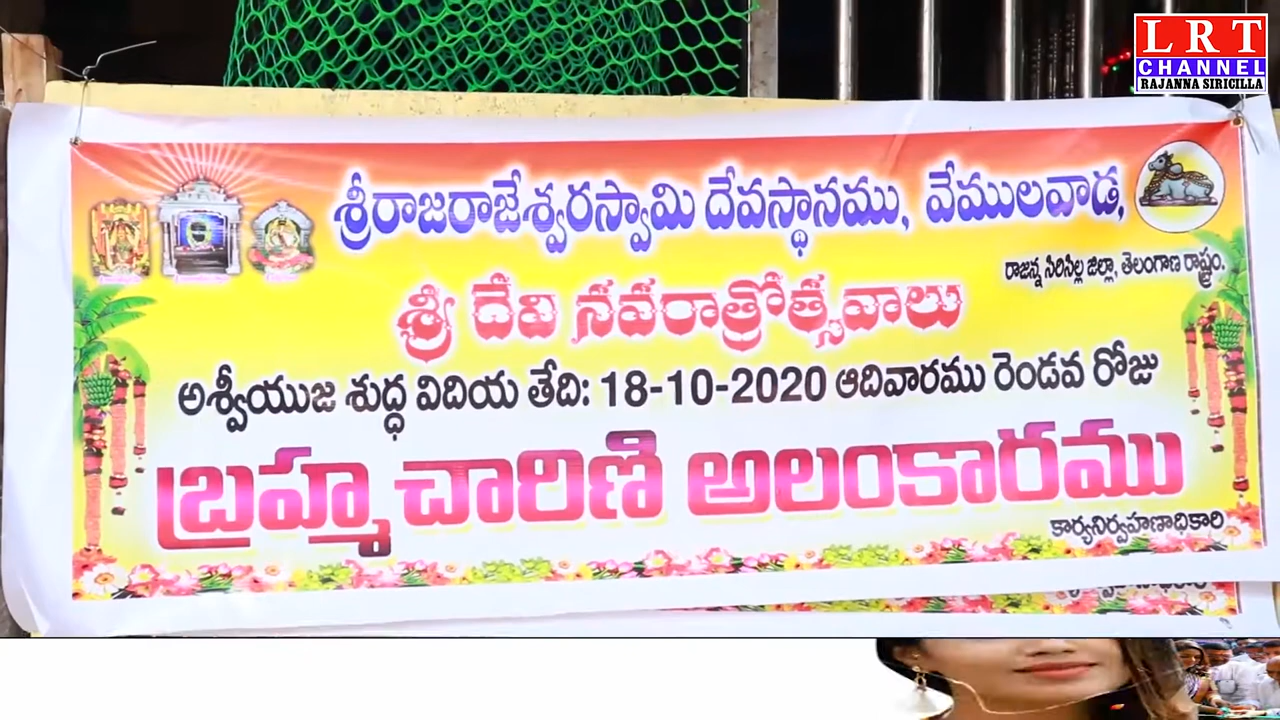 LRT
CHANNEL
RAJANNA SIRICILLA
శ్రీరాజరాజేశ్వరస్వామి దేవస్థానము, వేములవాడ,
రాజన్న సిరిసిల్ల జిల్లా, తెలంగాణ రాష్ట్రం.
శ్రీ దేవి నవరాత్రోత్సవాలు
అశ్వీయుజ శుద్ధ విదియ తేది: 18-10-2020 ఆదివారము రెండవ రోజు
బ్రహ్మచారిణి అలంకారము
కార్యనిర్వహణాధికారి